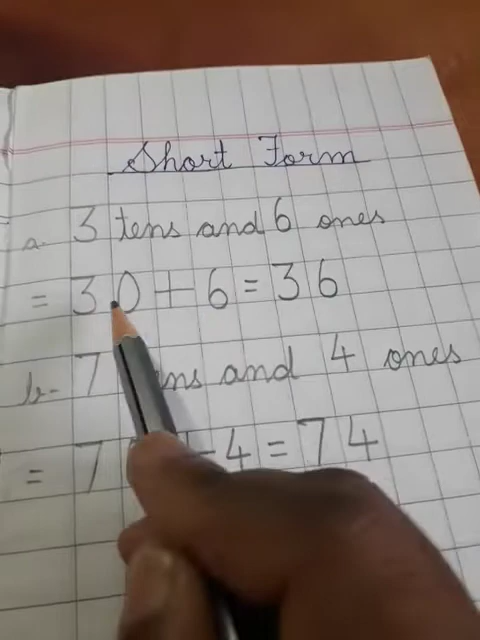 Short Form
a. 3 tens and 6 ones
= 30 + 6 = 36
b- 7 and 4 ones
= 7 4 = 74